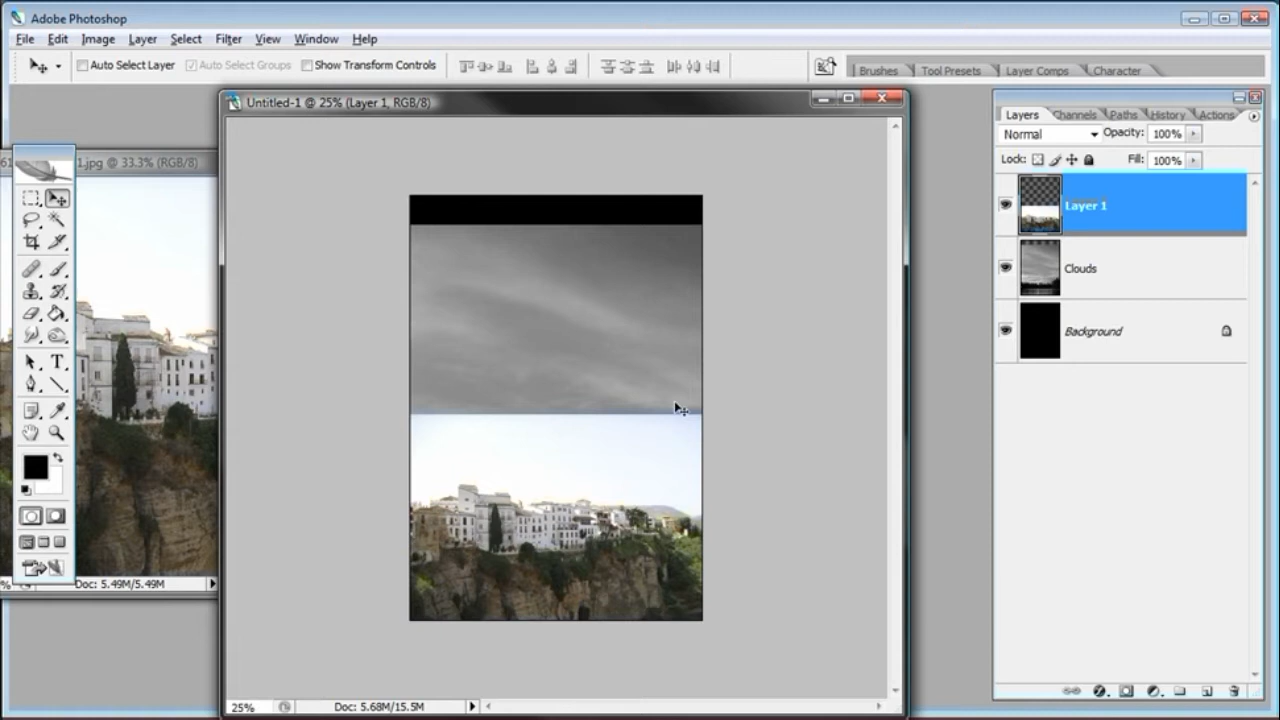 Adobe Photoshop
File Edit Image Layer Select Filter View Window Help
Auto Select Layer Auto Select Groups Show Transform Controls
Brushes Tool Presets Layer Comps Character
Untitled-1 @ 25% (Layer 1, RGB/8)
1.jpg @ 33.3% (RGB/8)
Layers Channels Paths History Actions
Normal Opacity: 100%
Lock: Fill: 100%
Layer 1
Clouds
Background
T
% Doc: 5.49M/5.49M
25% Doc: 5.68M/15.5M